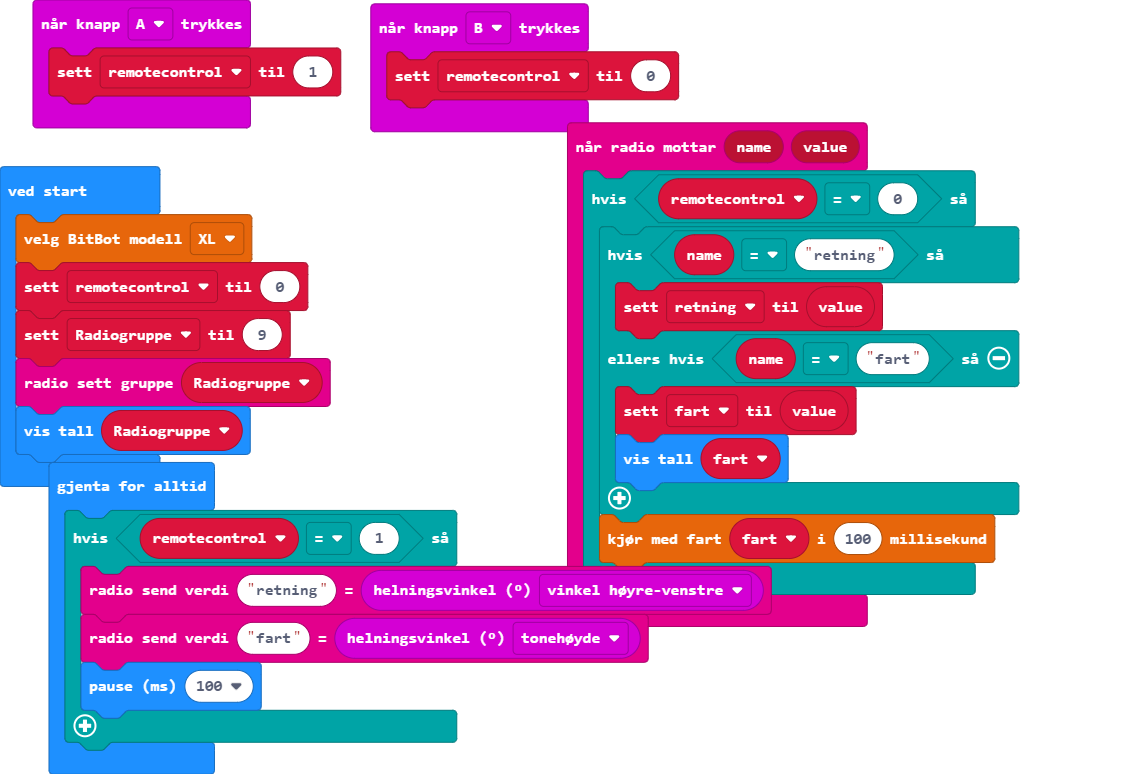 når knapp A trykkes
sett remotecontrol til 1
når knapp B trykkes
sett remotecontrol til 0
når radio mottar name value
hvis remotecontrol = 0 så
hvis name = "retning" så
sett retning til value
ellers hvis name = "fart" så
sett fart til value
vis tall fart
kjør med fart fart i 100 millisekund
ved start
velg BitBot modell XL
sett remotecontrol til 0
sett Radiogruppe til 9
radio sett gruppe Radiogruppe
vis tall Radiogruppe
gjenta for alltid
hvis remotecontrol = 1 så
radio send verdi "retning" = helningsvinkel (º) vinkel høyre-venstre
radio send verdi "fart" = helningsvinkel (º) tonehøyde
pause (ms) 100